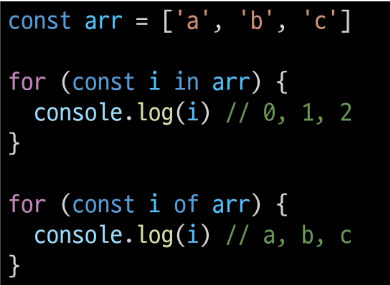 const arr = ['a', 'b', 'c']
for (const i in arr) {
console.log(i) // 0, 1, 2
}
for (const i of arr) {
console.log(i) // a, b, c
}